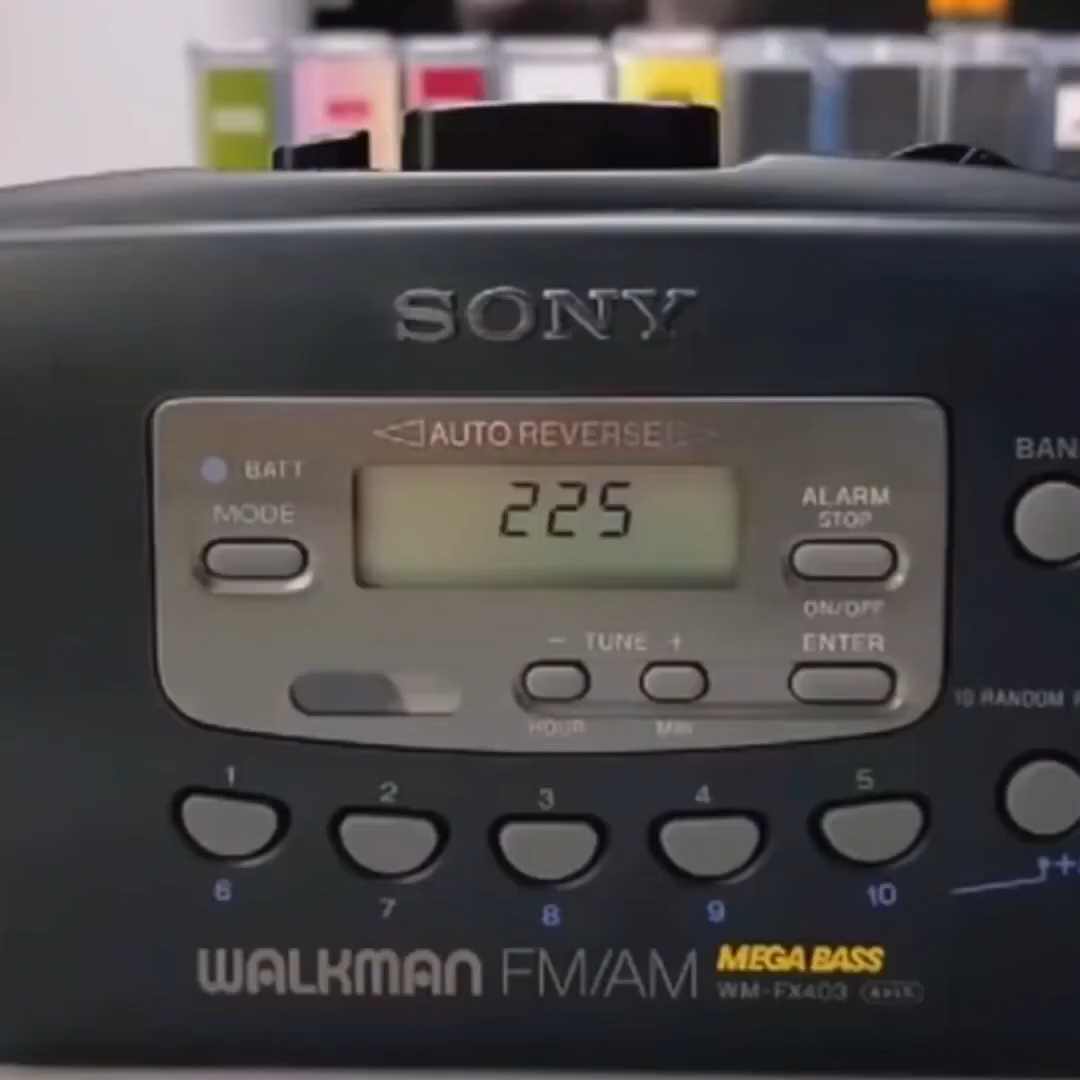 SONY
AUTO REVERSE
BATT
MODE
225
ALARM
STOP
ON/OFF
ENTER
− TUNE +
HOUR
MIN
BAN
10 RANDOM
1 2 3 4 5
6 7 8 9 10
+
WALKMAN FM/AM
MEGA BASS
WM-FX403